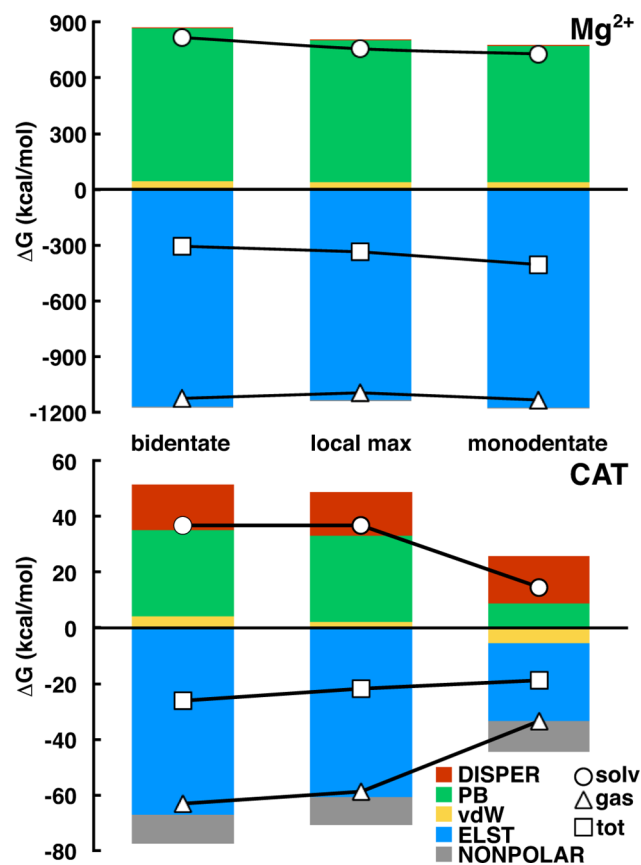 Mg2+
900
600
300
0
-300
-600
-900
-1200
ΔG (kcal/mol)
bidentate local max monodentate
CAT
60
40
20
0
-20
-40
-60
-80
ΔG (kcal/mol)
DISPER
PB
vdW
ELST
NONPOLAR
solv
gas
tot